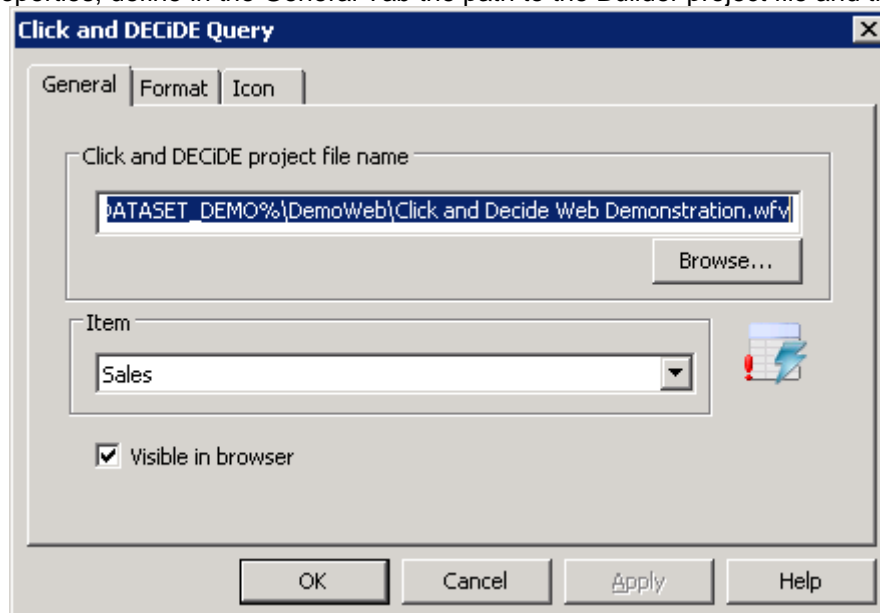 operties, define in the General Tab the path to the Builder project file and t
Click and DECiDE Query
General Format Icon
Click and DECiDE project file name
DATASET_DEMO%\DemoWeb\Click and Decide Web Demonstration.wfv
Browse...
Item
Sales
Visible in browser
OK Cancel Apply Help